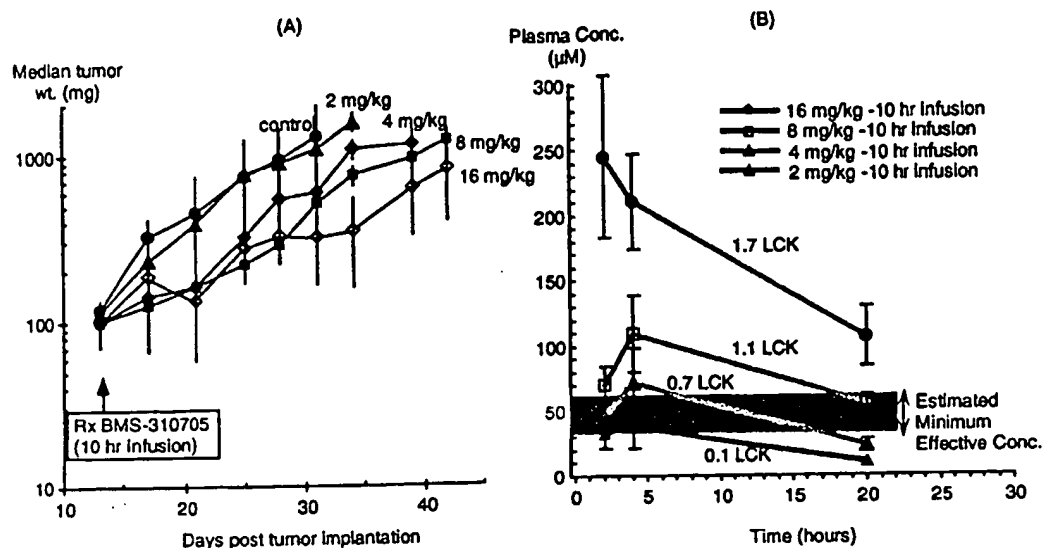 (A)
Median tumor
wt. (mg)
1000
100
10
10
20
30
40
control
2 mg/kg
4 mg/kg
8 mg/kg
16 mg/kg
Rx BMS-310705
(10 hr infusion)
Days post tumor implantation
(B)
Plasma Conc.
(µM)
300
250
200
150
100
50
0
0
5
10
15
20
25
30
16 mg/kg -10 hr Infusion
8 mg/kg -10 hr Infusion
4 mg/kg -10 hr Infusion
2 mg/kg -10 hr Infusion
1.7 LCK
1.1 LCK
0.7 LCK
0.1 LCK
Estimated
Minimum
Effective Conc.
Time (hours)